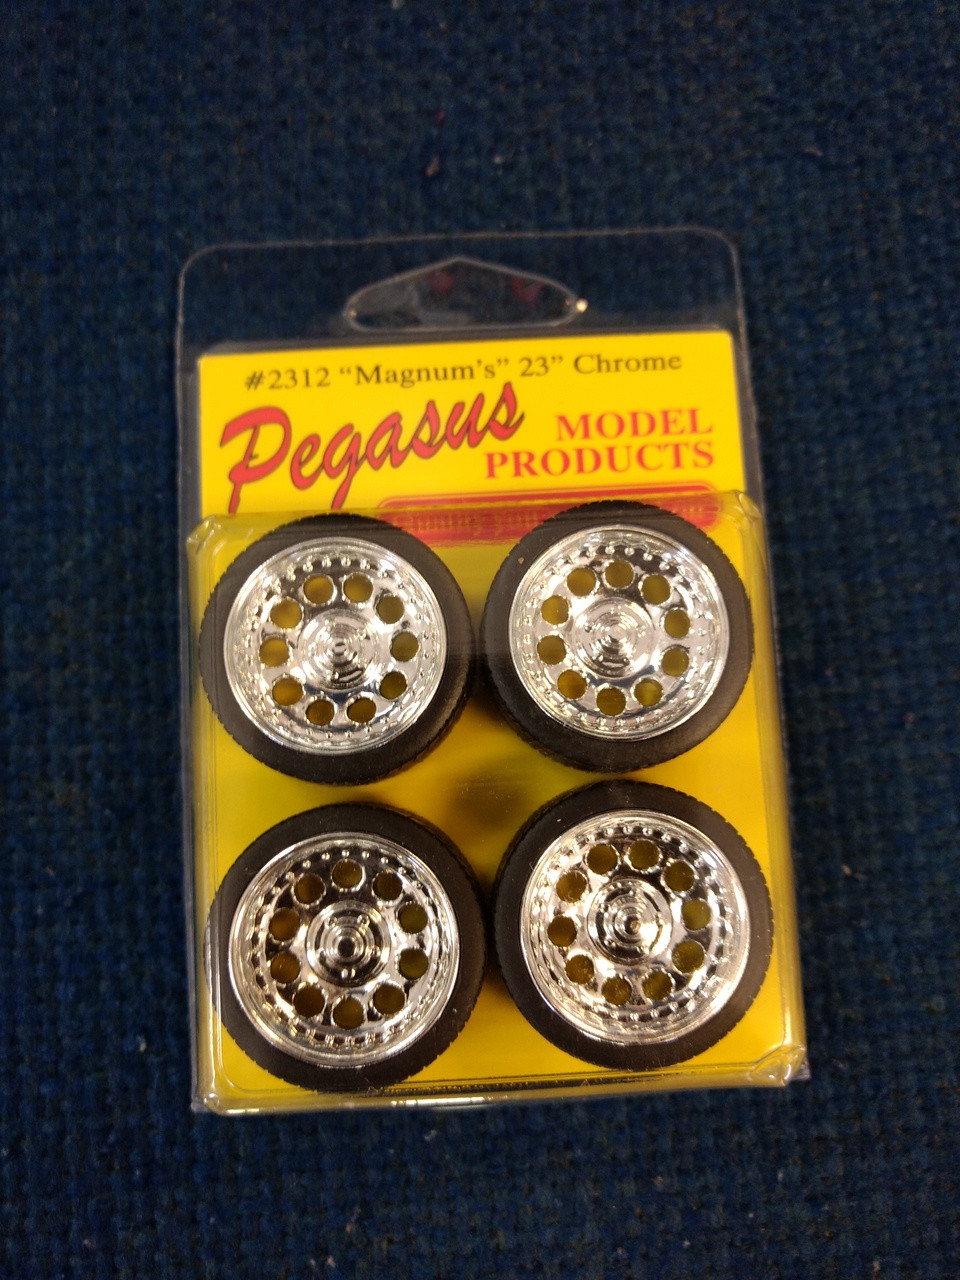 #2312 “Magnum's” 23” Chrome
Pegasus
MODEL
PRODUCTS